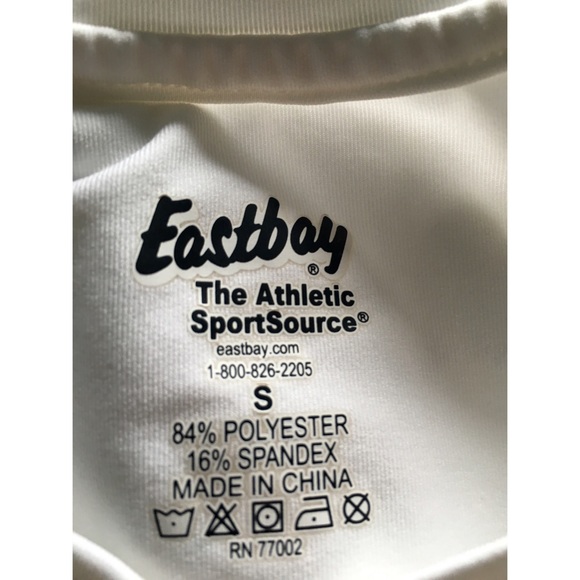 Eastbay®
The Athletic
SportSource®
eastbay.com
1-800-826-2205
S
84% POLYESTER
16% SPANDEX
MADE IN CHINA
RN 77002